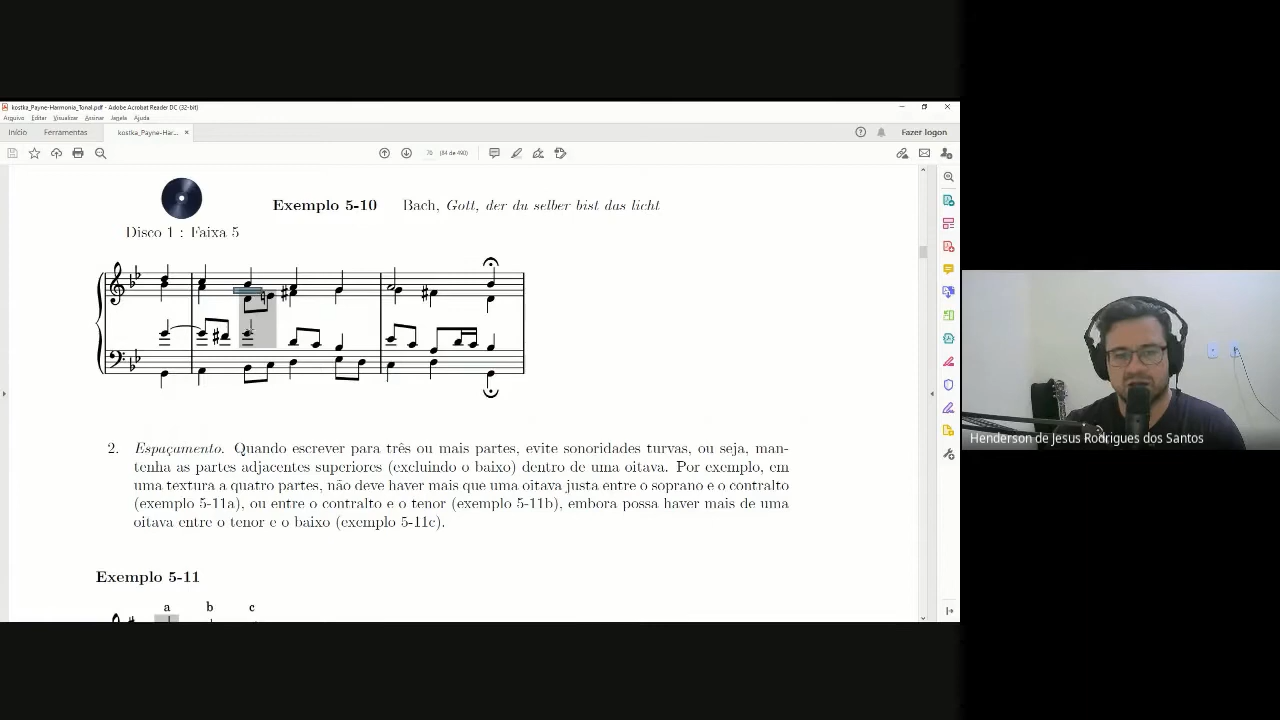 kostka_Payne-Harmonia_Tonal.pdf - Adobe Acrobat Reader DC (32-bit)
Arquivo Editar Visualizar Assinar Janela Ajuda
Início Ferramentas kostka_Payne-Har... × Fazer logon
70 (84 de 490)
Exemplo 5-10 Bach, Gott, der du selber bist das licht
Disco 1 : Faixa 5
2. Espaçamento. Quando escrever para três ou mais partes, evite sonoridades turvas, ou seja, man-
tenha as partes adjacentes superiores (excluindo o baixo) dentro de uma oitava. Por exemplo, em
uma textura a quatro partes, não deve haver mais que uma oitava justa entre o soprano e o contralto
(exemplo 5-11a), ou entre o contralto e o tenor (exemplo 5-11b), embora possa haver mais de uma
oitava entre o tenor e o baixo (exemplo 5-11c).
Exemplo 5-11
a b c
Henderson de Jesus Rodrigues dos Santos